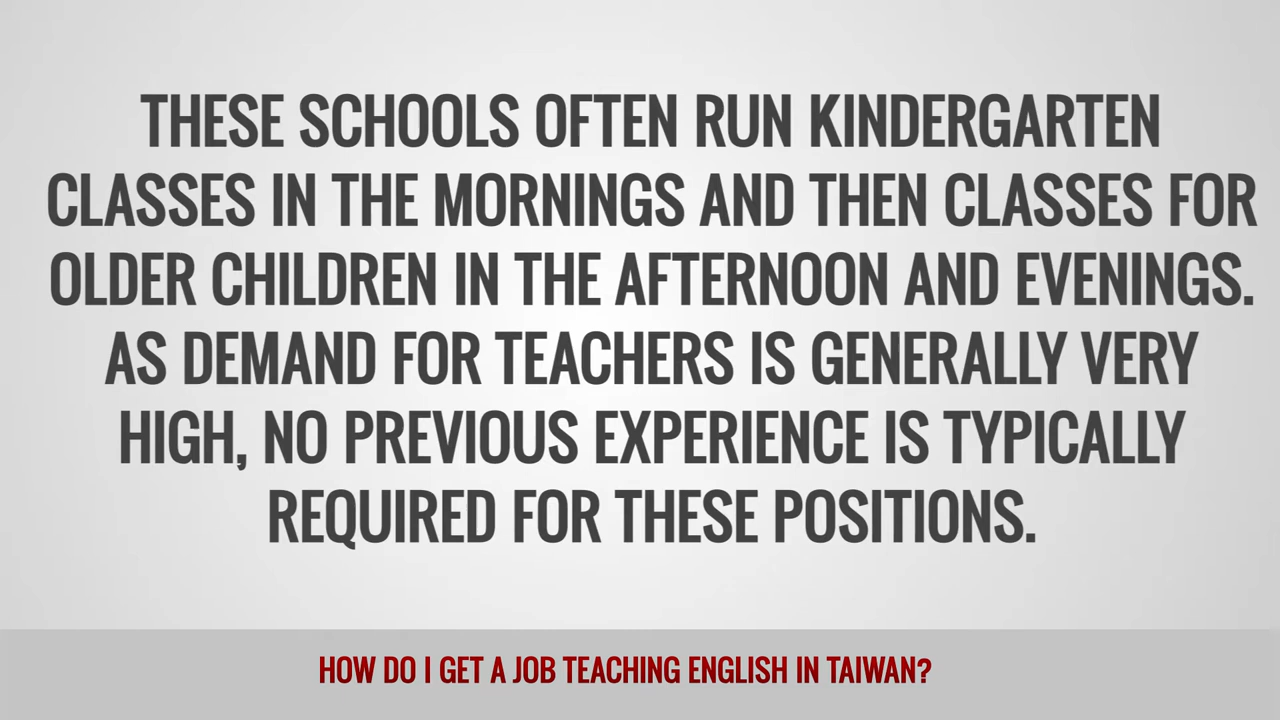 THESE SCHOOLS OFTEN RUN KINDERGARTEN
CLASSES IN THE MORNINGS AND THEN CLASSES FOR
OLDER CHILDREN IN THE AFTERNOON AND EVENINGS.
AS DEMAND FOR TEACHERS IS GENERALLY VERY
HIGH, NO PREVIOUS EXPERIENCE IS TYPICALLY
REQUIRED FOR THESE POSITIONS.
HOW DO I GET A JOB TEACHING ENGLISH IN TAIWAN?